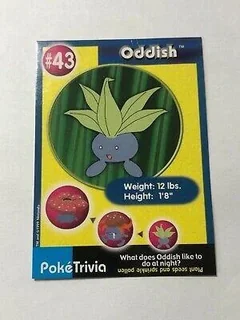 #43
Oddish™
Weight: 12 lbs.
Height: 1'8"
PokéTrivia
What does Oddish like to
do at night?
Plant seeds and sprinkle pollen